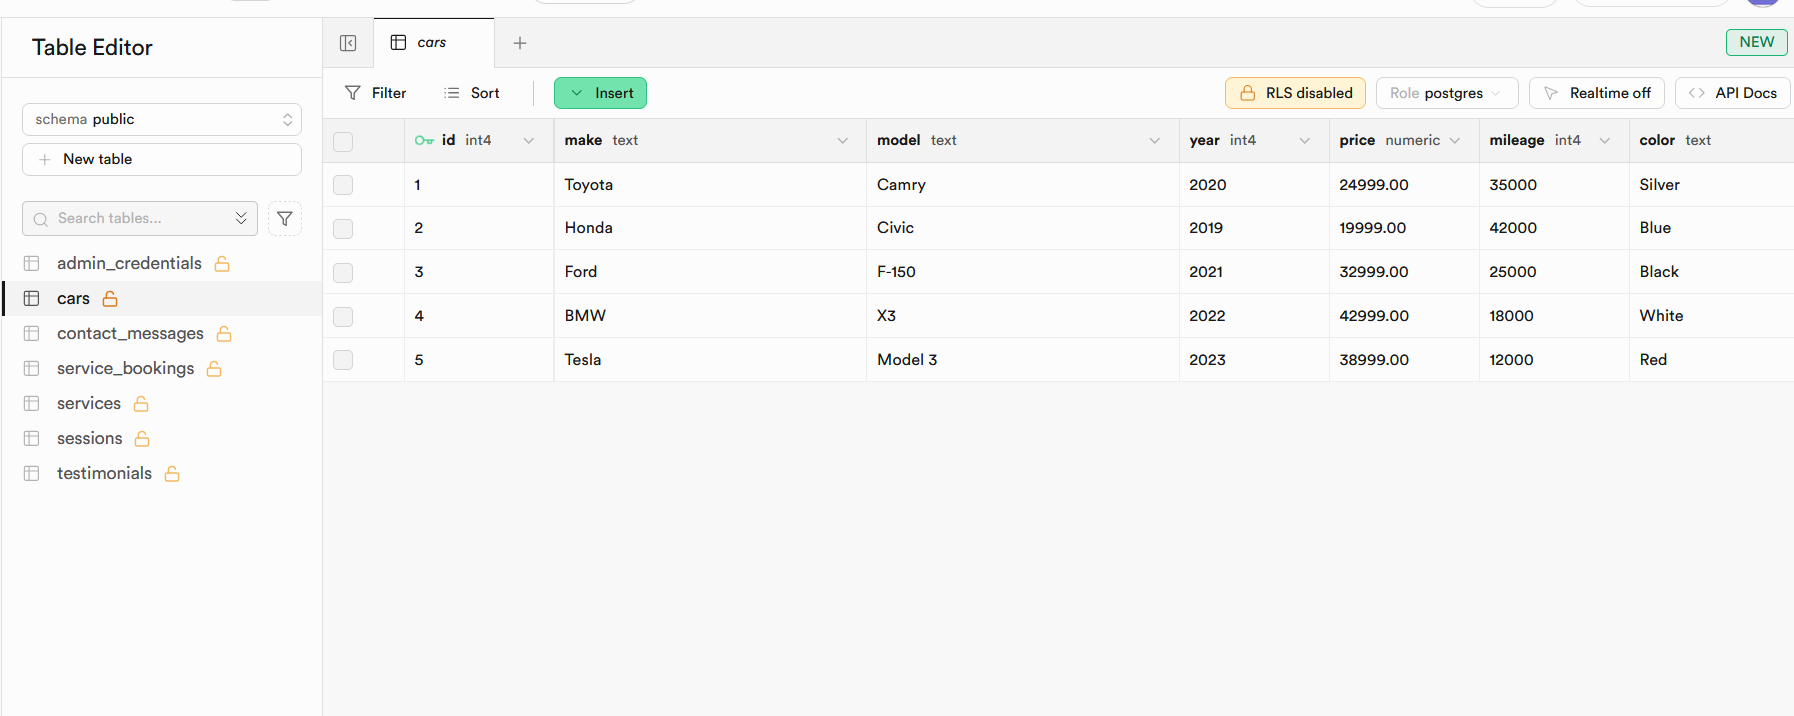 Table Editor
cars
NEW
schema public
New table
Search tables...
admin_credentials
cars
contact_messages
service_bookings
services
sessions
testimonials
Filter Sort Insert RLS disabled Role postgres Realtime off API Docs
id int4 make text model text year int4 price numeric mileage int4 color text
1 Toyota Camry 2020 24999.00 35000 Silver
2 Honda Civic 2019 19999.00 42000 Blue
3 Ford F-150 2021 32999.00 25000 Black
4 BMW X3 2022 42999.00 18000 White
5 Tesla Model 3 2023 38999.00 12000 Red